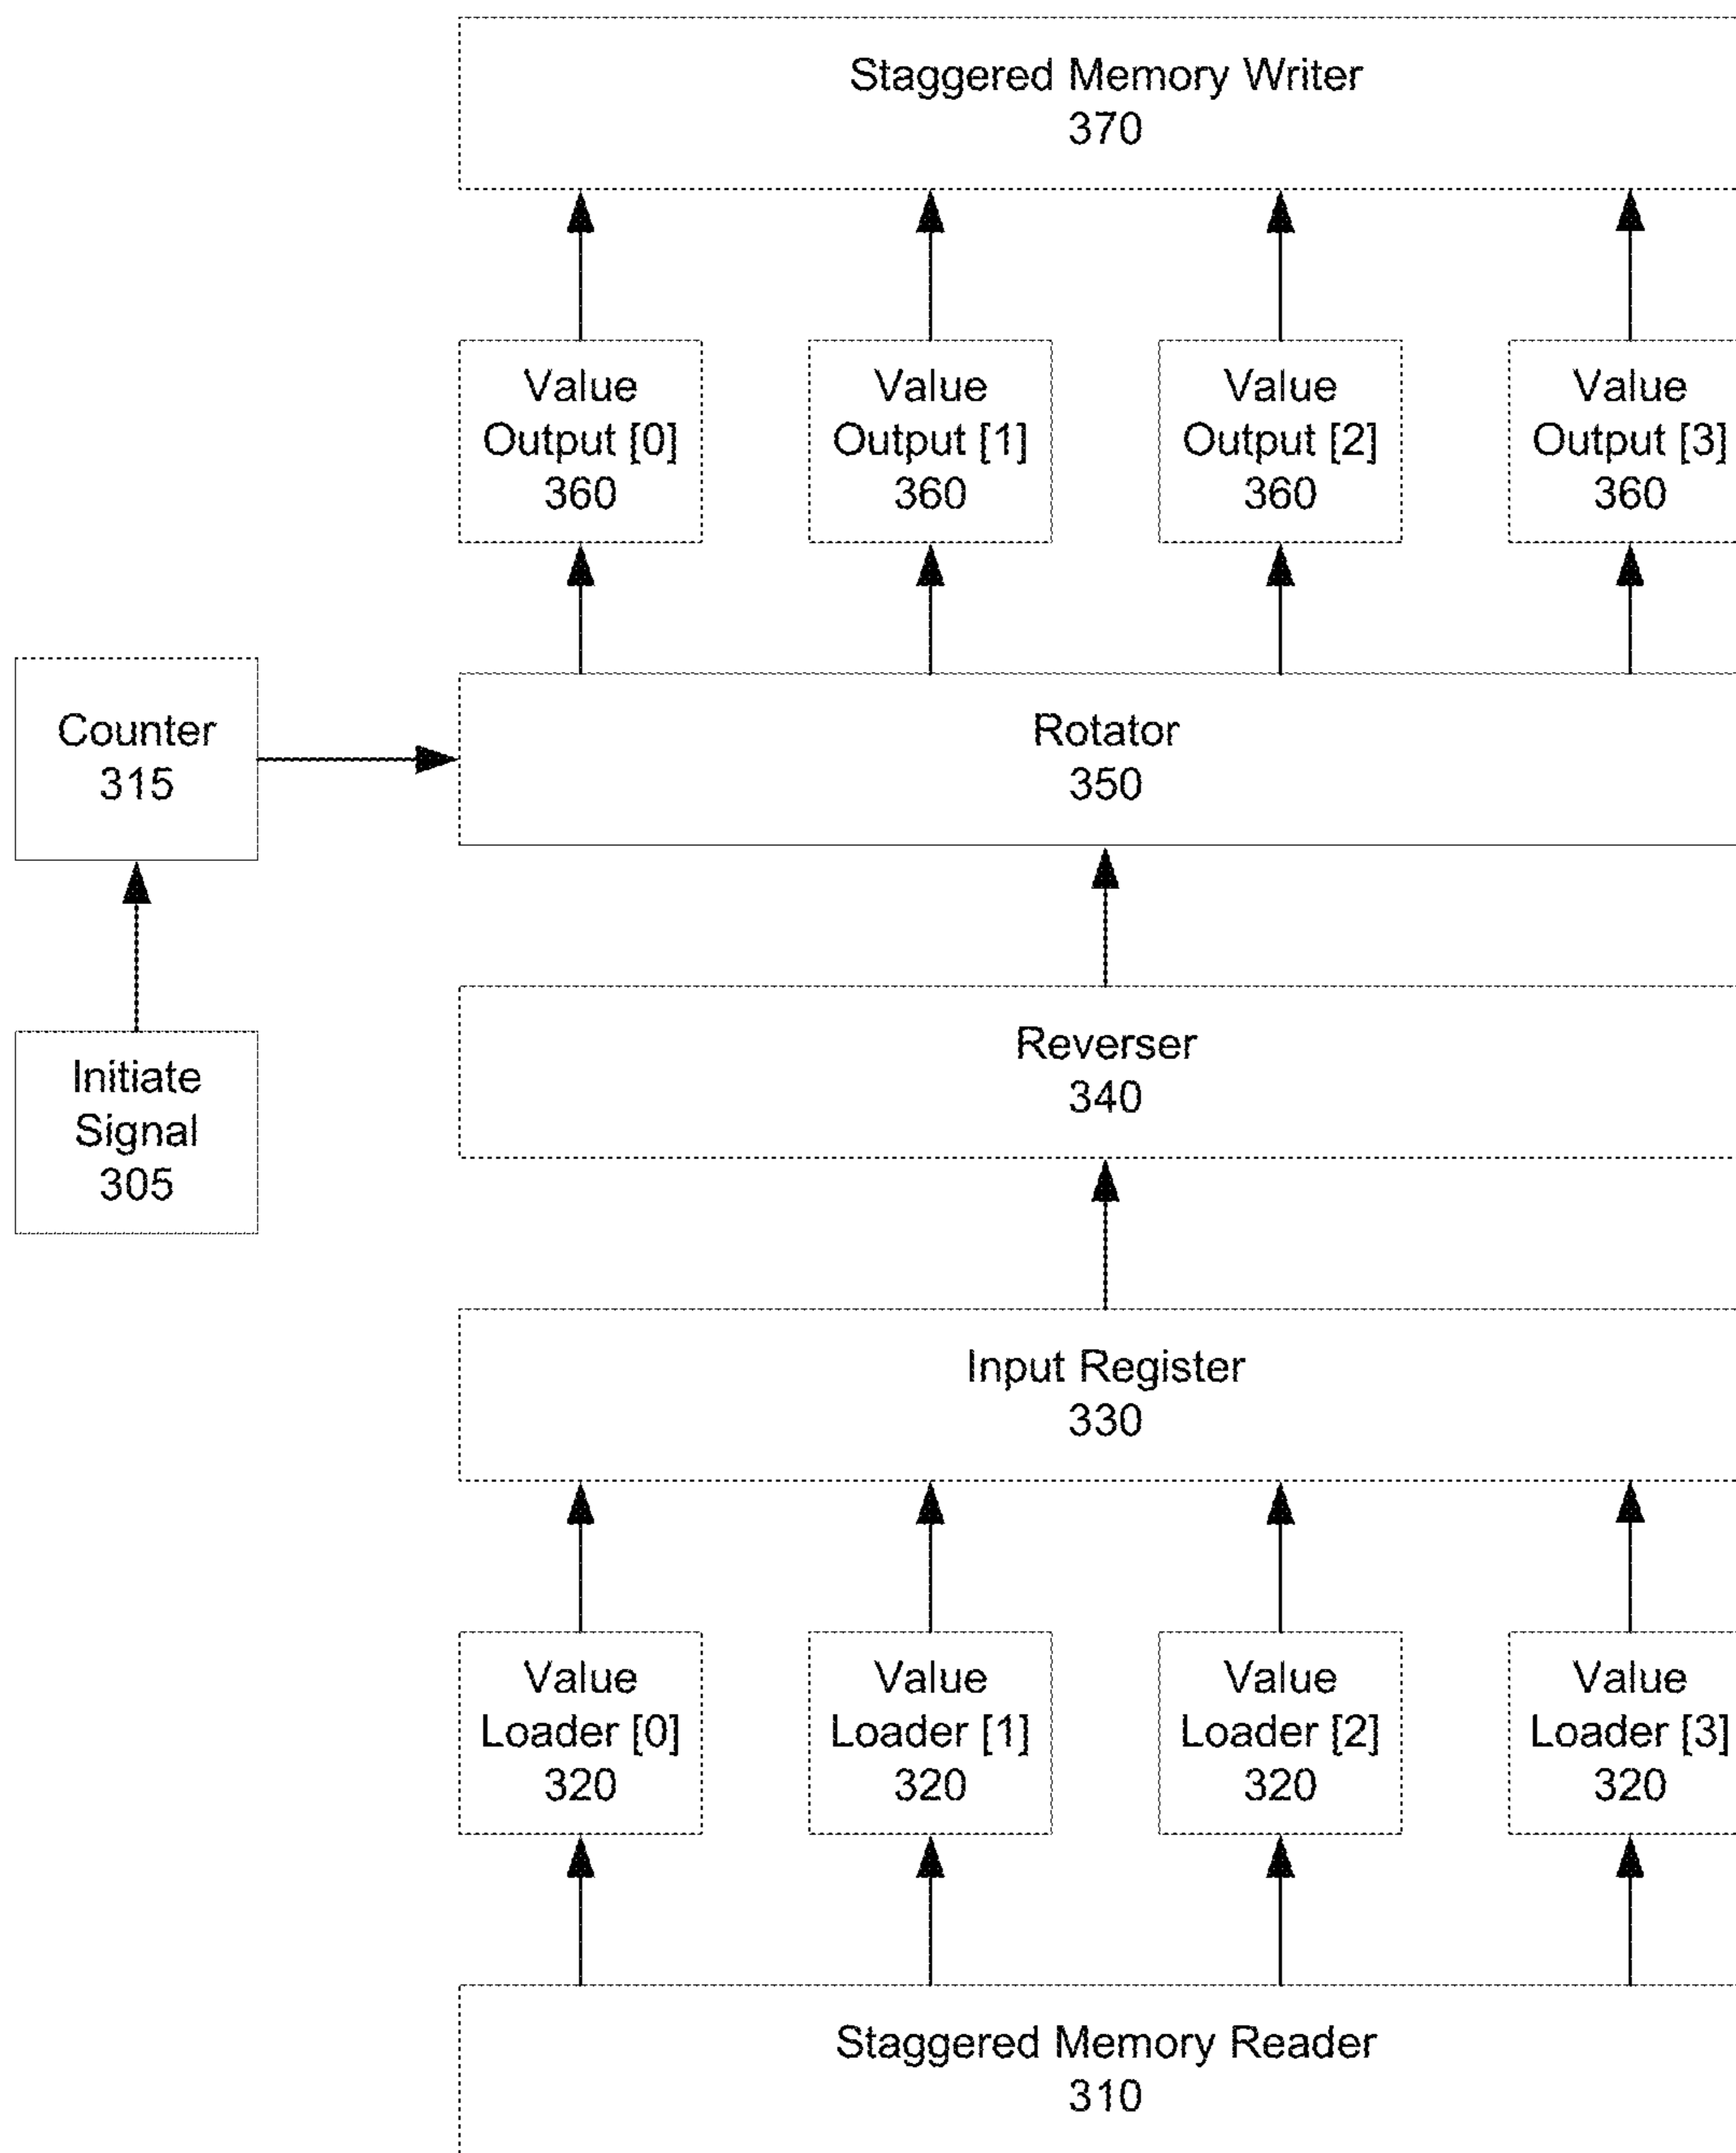 Staggered Memory Writer
370
Value
Output [0]
360
Value
Output [1]
360
Value
Output [2]
360
Value
Output [3]
360
Counter
315
Rotator
350
Initiate
Signal
305
Reverser
340
Input Register
330
Value
Loader [0]
320
Value
Loader [1]
320
Value
Loader [2]
320
Value
Loader [3]
320
Staggered Memory Reader
310